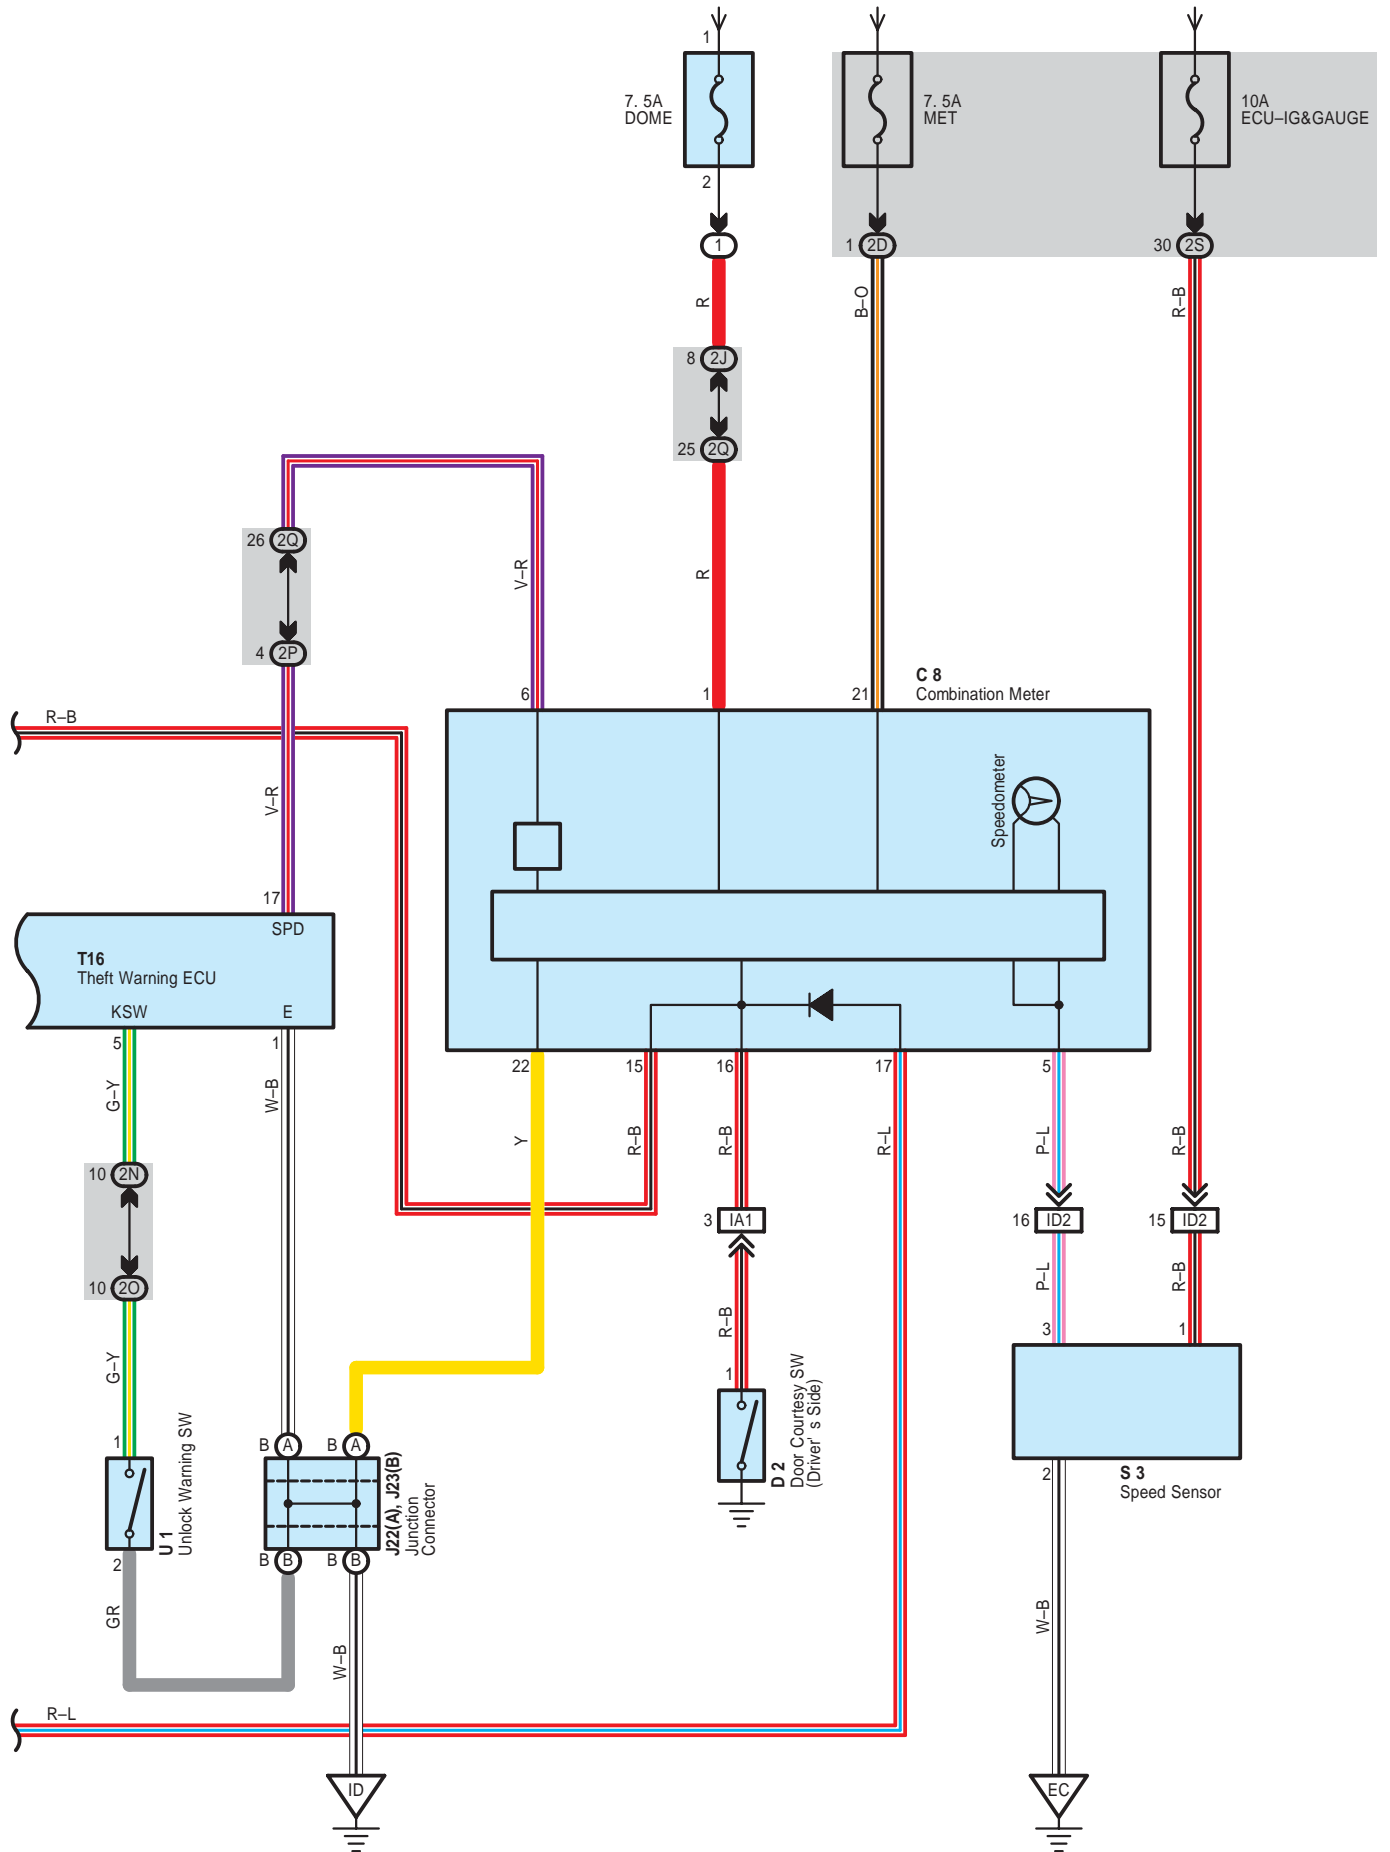 1
7. 5A
DOME
2
1
7. 5A
MET
1 2D
10A
ECU–IG&GAUGE
30 2S
R
B–O
R–B
8 2J
25 2Q
R
26 2Q
4 2P
V–R
V–R
R–B
6
1
21
C 8
Combination Meter
Speedometer
17
SPD
T16
Theft Warning ECU
KSW
E
5
1
22
15
16
17
5
G–Y
W–B
Y
R–B
R–B
R–L
P–L
R–B
10 2N
10 2O
3 IA1
16 ID2
15 ID2
G–Y
R–B
P–L
R–B
1
1
3
1
Door Courtesy SW
(Driver' s Side)
D 2
Unlock Warning SW
U 1
B A
B A
J22(A), J23(B)
Junction
Connector
B B
B B
2
2
S 3
Speed Sensor
GR
W–B
W–B
R–L
ID
EC